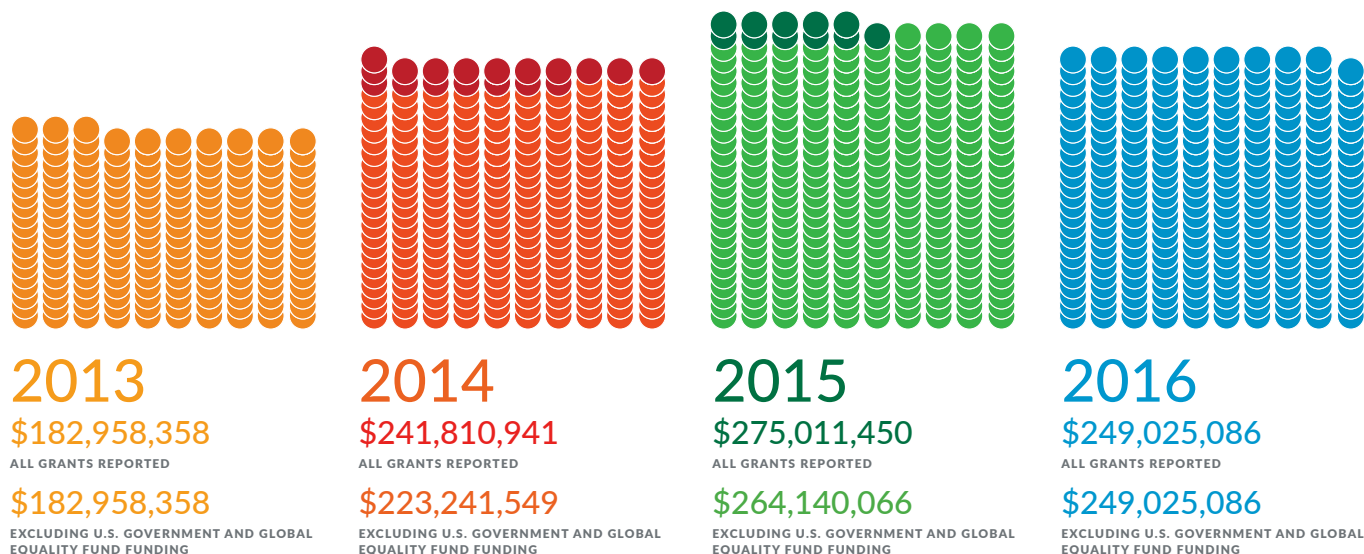 2013
$182,958,358
ALL GRANTS REPORTED
$182,958,358
EXCLUDING U.S. GOVERNMENT AND GLOBAL
EQUALITY FUND FUNDING
2014
$241,810,941
ALL GRANTS REPORTED
$223,241,549
EXCLUDING U.S. GOVERNMENT AND GLOBAL
EQUALITY FUND FUNDING
2015
$275,011,450
ALL GRANTS REPORTED
$264,140,066
EXCLUDING U.S. GOVERNMENT AND GLOBAL
EQUALITY FUND FUNDING
2016
$249,025,086
ALL GRANTS REPORTED
$249,025,086
EXCLUDING U.S. GOVERNMENT AND GLOBAL
EQUALITY FUND FUNDING